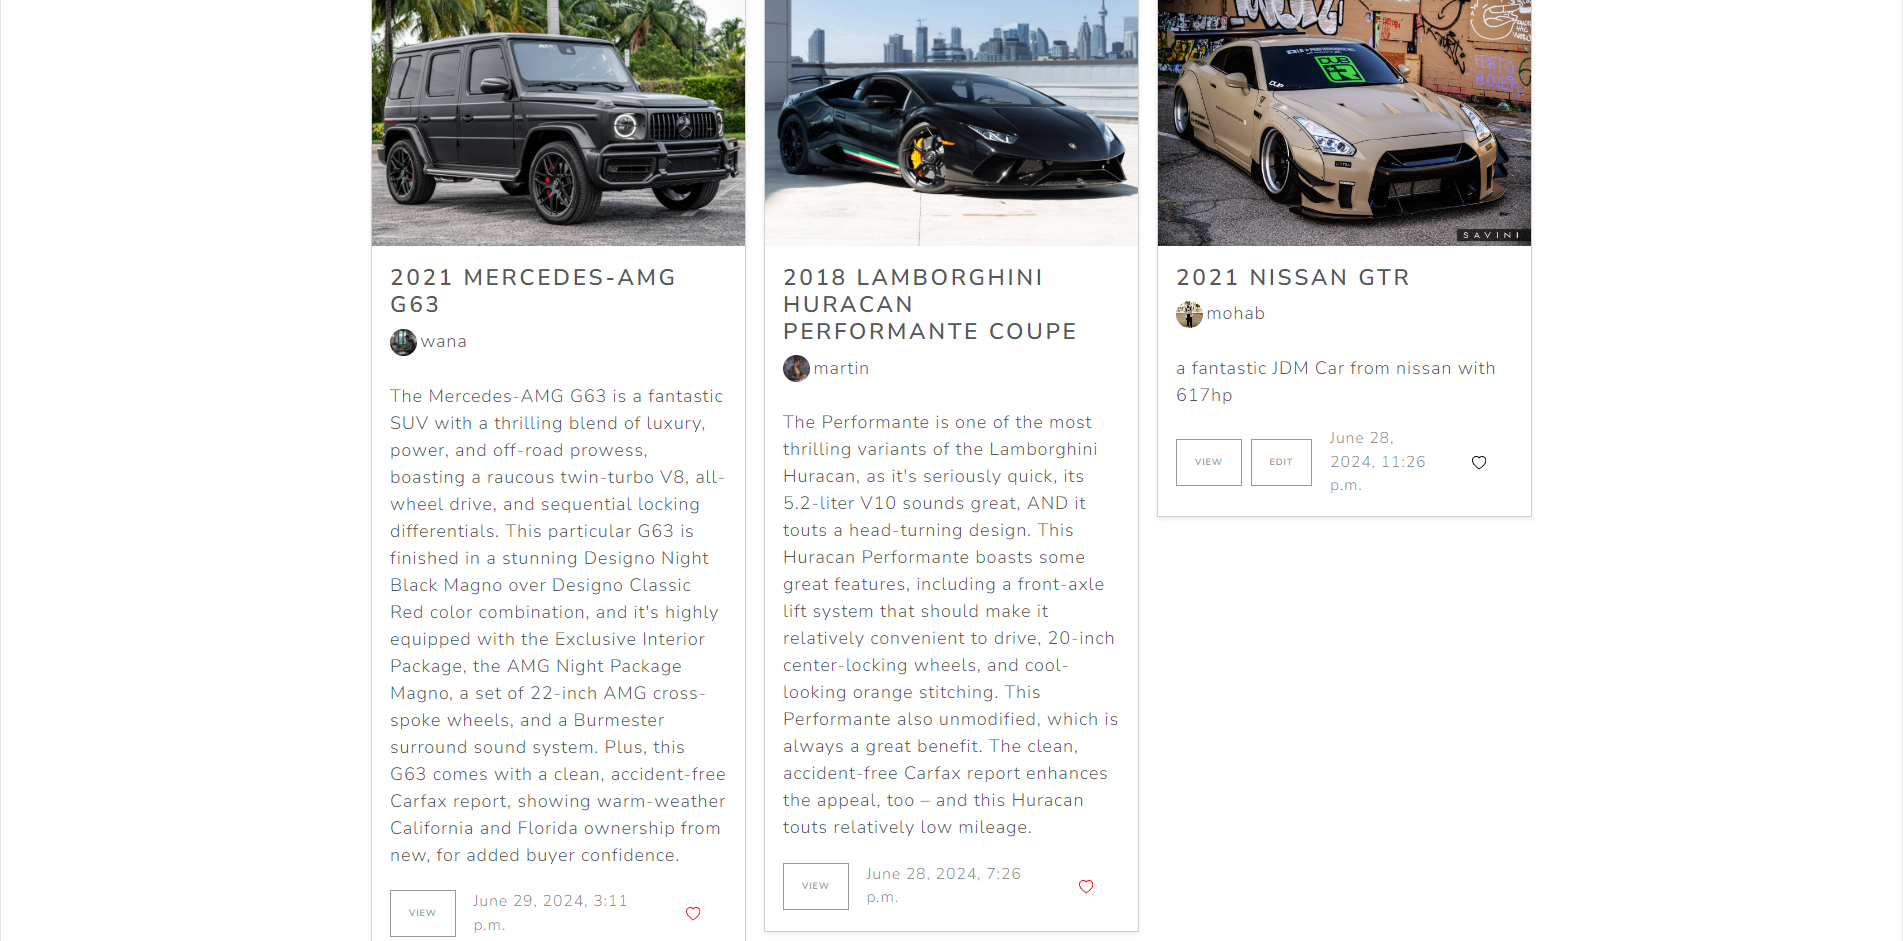 2021 MERCEDES-AMG
G63
wana
The Mercedes-AMG G63 is a fantastic
SUV with a thrilling blend of luxury,
power, and off-road prowess,
boasting a raucous twin-turbo V8, all-
wheel drive, and sequential locking
differentials. This particular G63 is
finished in a stunning Designo Night
Black Magno over Designo Classic
Red color combination, and it's highly
equipped with the Exclusive Interior
Package, the AMG Night Package
Magno, a set of 22-inch AMG cross-
spoke wheels, and a Burmester
surround sound system. Plus, this
G63 comes with a clean, accident-free
Carfax report, showing warm-weather
California and Florida ownership from
new, for added buyer confidence.
VIEW
June 29, 2024, 3:11
p.m.
2018 LAMBORGHINI
HURACAN
PERFORMANTE COUPE
martin
The Performante is one of the most
thrilling variants of the Lamborghini
Huracan, as it's seriously quick, its
5.2-liter V10 sounds great, AND it
touts a head-turning design. This
Huracan Performante boasts some
great features, including a front-axle
lift system that should make it
relatively convenient to drive, 20-inch
center-locking wheels, and cool-
looking orange stitching. This
Performante also unmodified, which is
always a great benefit. The clean,
accident-free Carfax report enhances
the appeal, too – and this Huracan
touts relatively low mileage.
VIEW
June 28, 2024, 7:26
p.m.
SAVINI
2021 NISSAN GTR
mohab
a fantastic JDM Car from nissan with
617hp
VIEW
EDIT
June 28,
2024, 11:26
p.m.